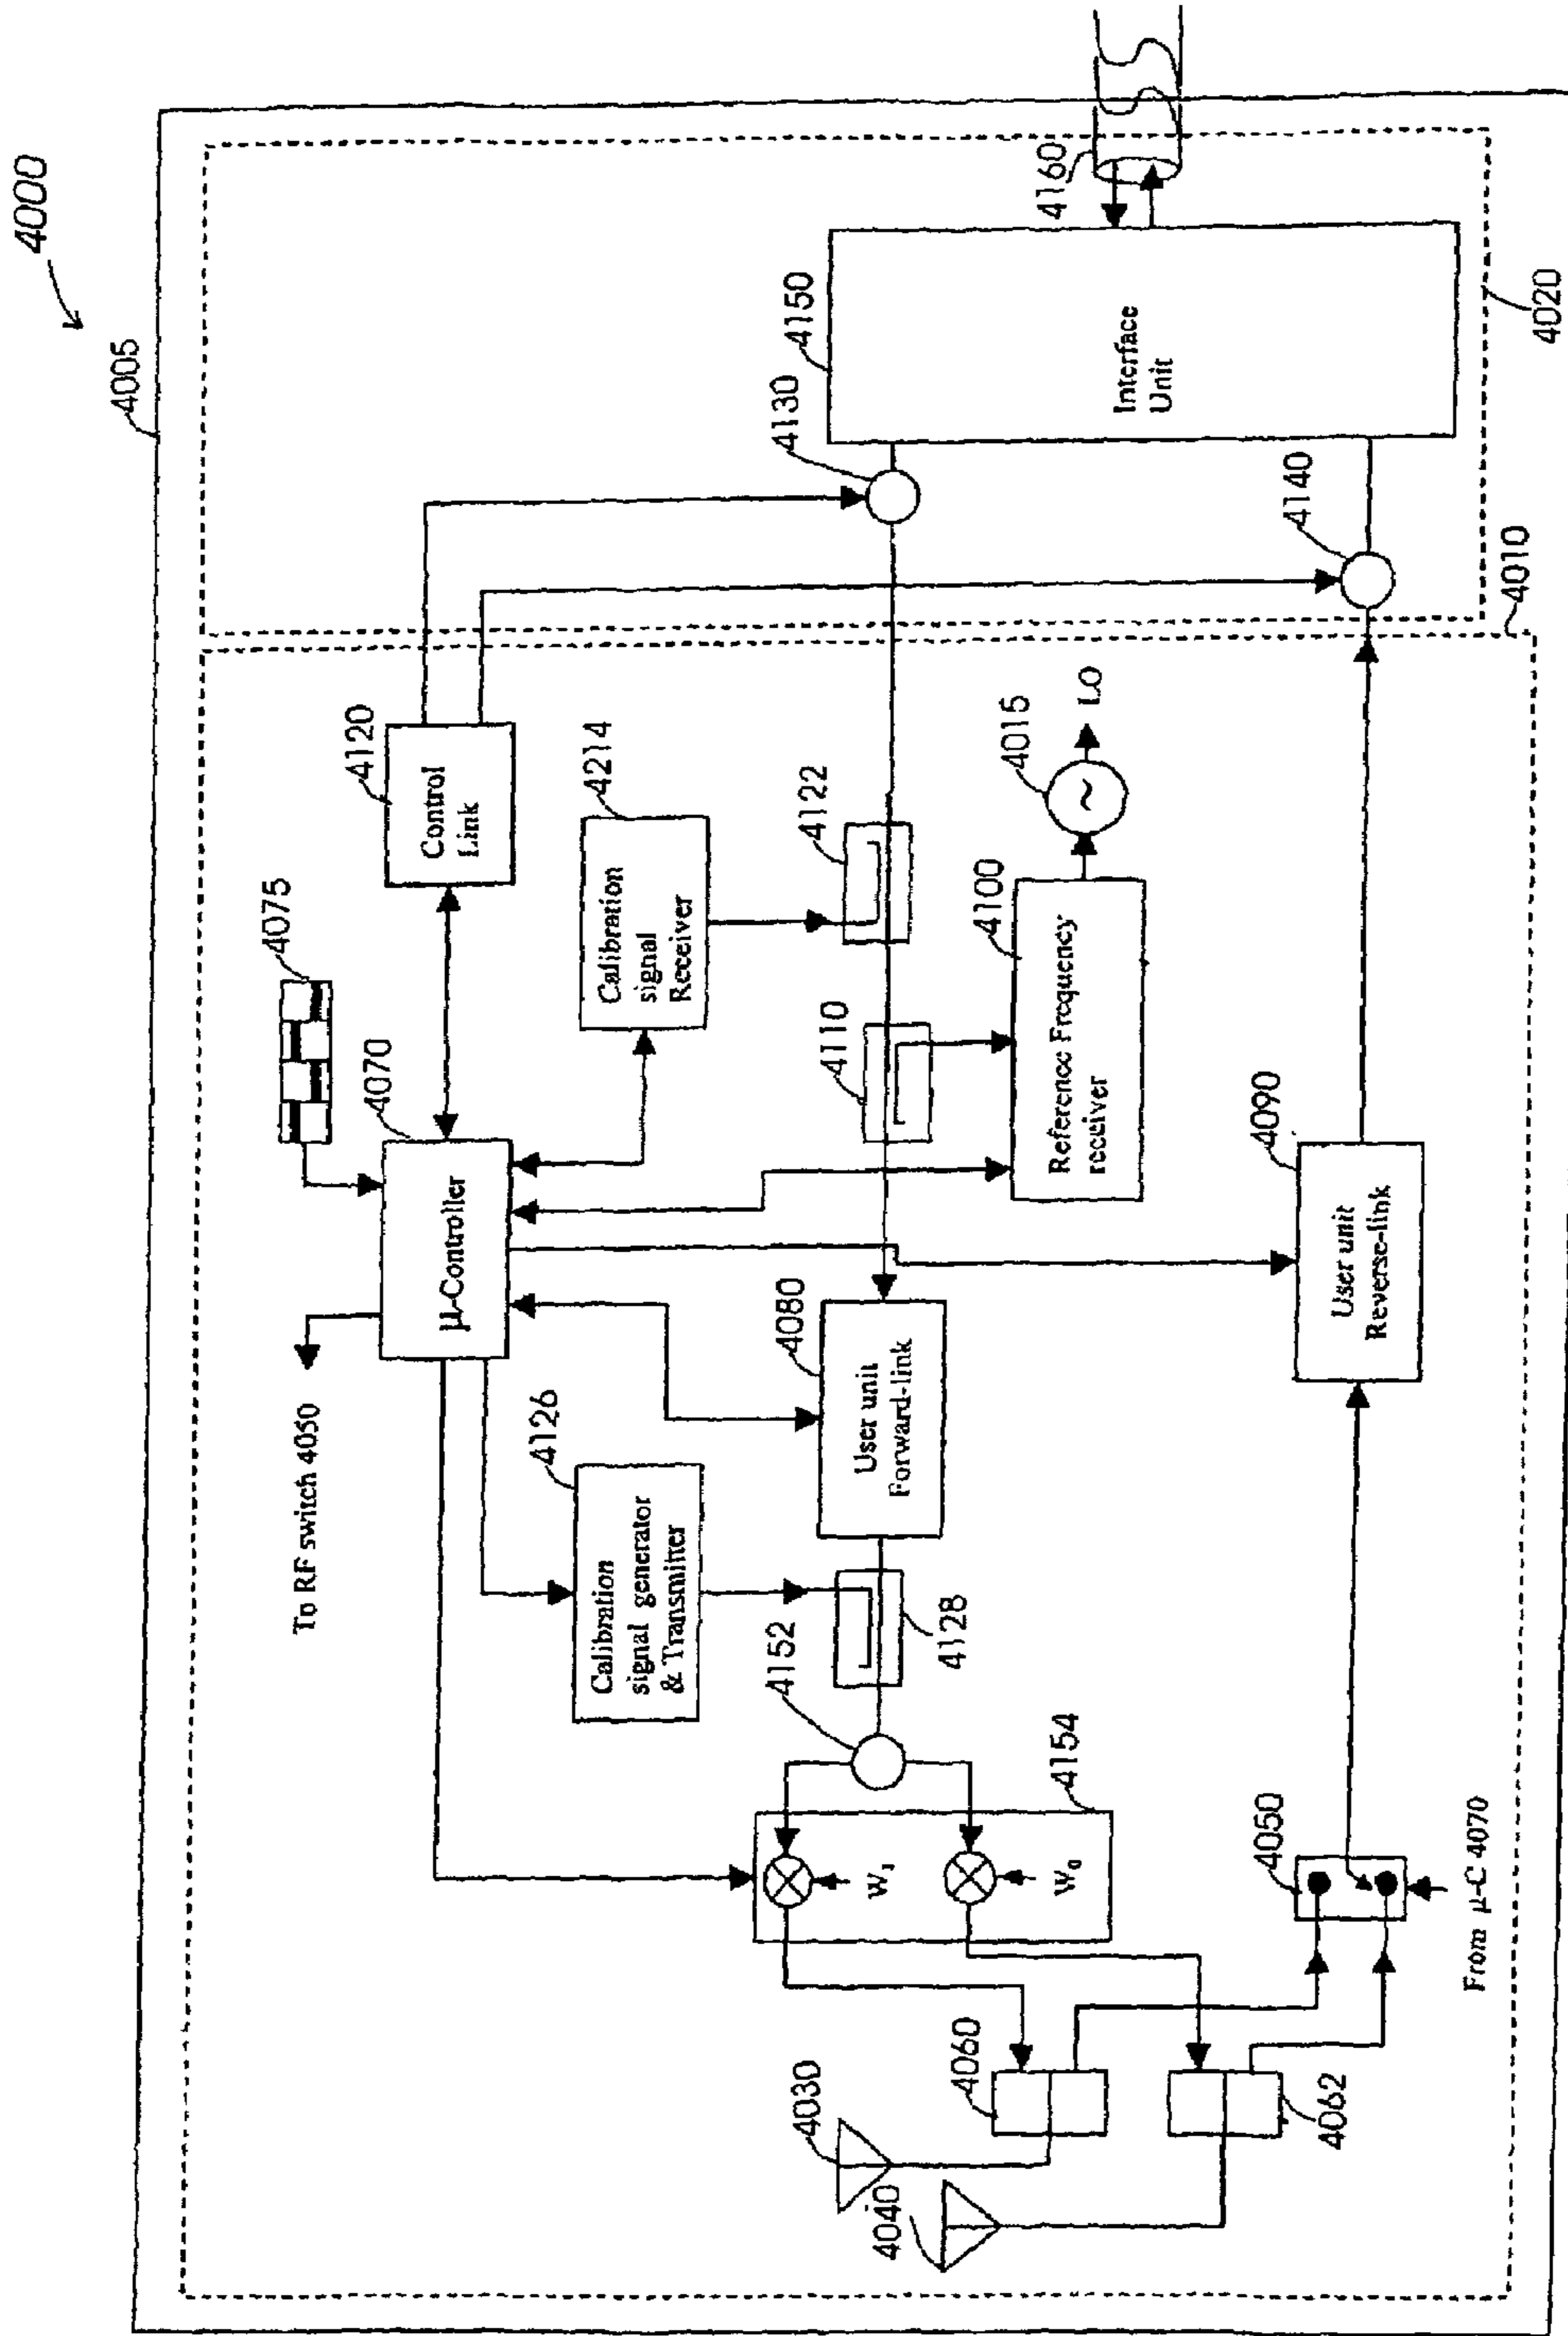 4000
4005
To RF switch 4050
4075
4070
μ-Controller
4120
Control
Link
4126
Calibration
signal generator
& Transmitter
4214
Calibration
signal
Receiver
4130
4150
Interface
Unit
4160
4152
4128
4080
User unit
Forward-link
4110
4122
4154
W₁
W₀
4100
Reference Frequency
receiver
4015
~
LO
4030
4040
4060
4062
4050
From μ-C 4070
4090
User unit
Reverse-link
4140
4010
4020